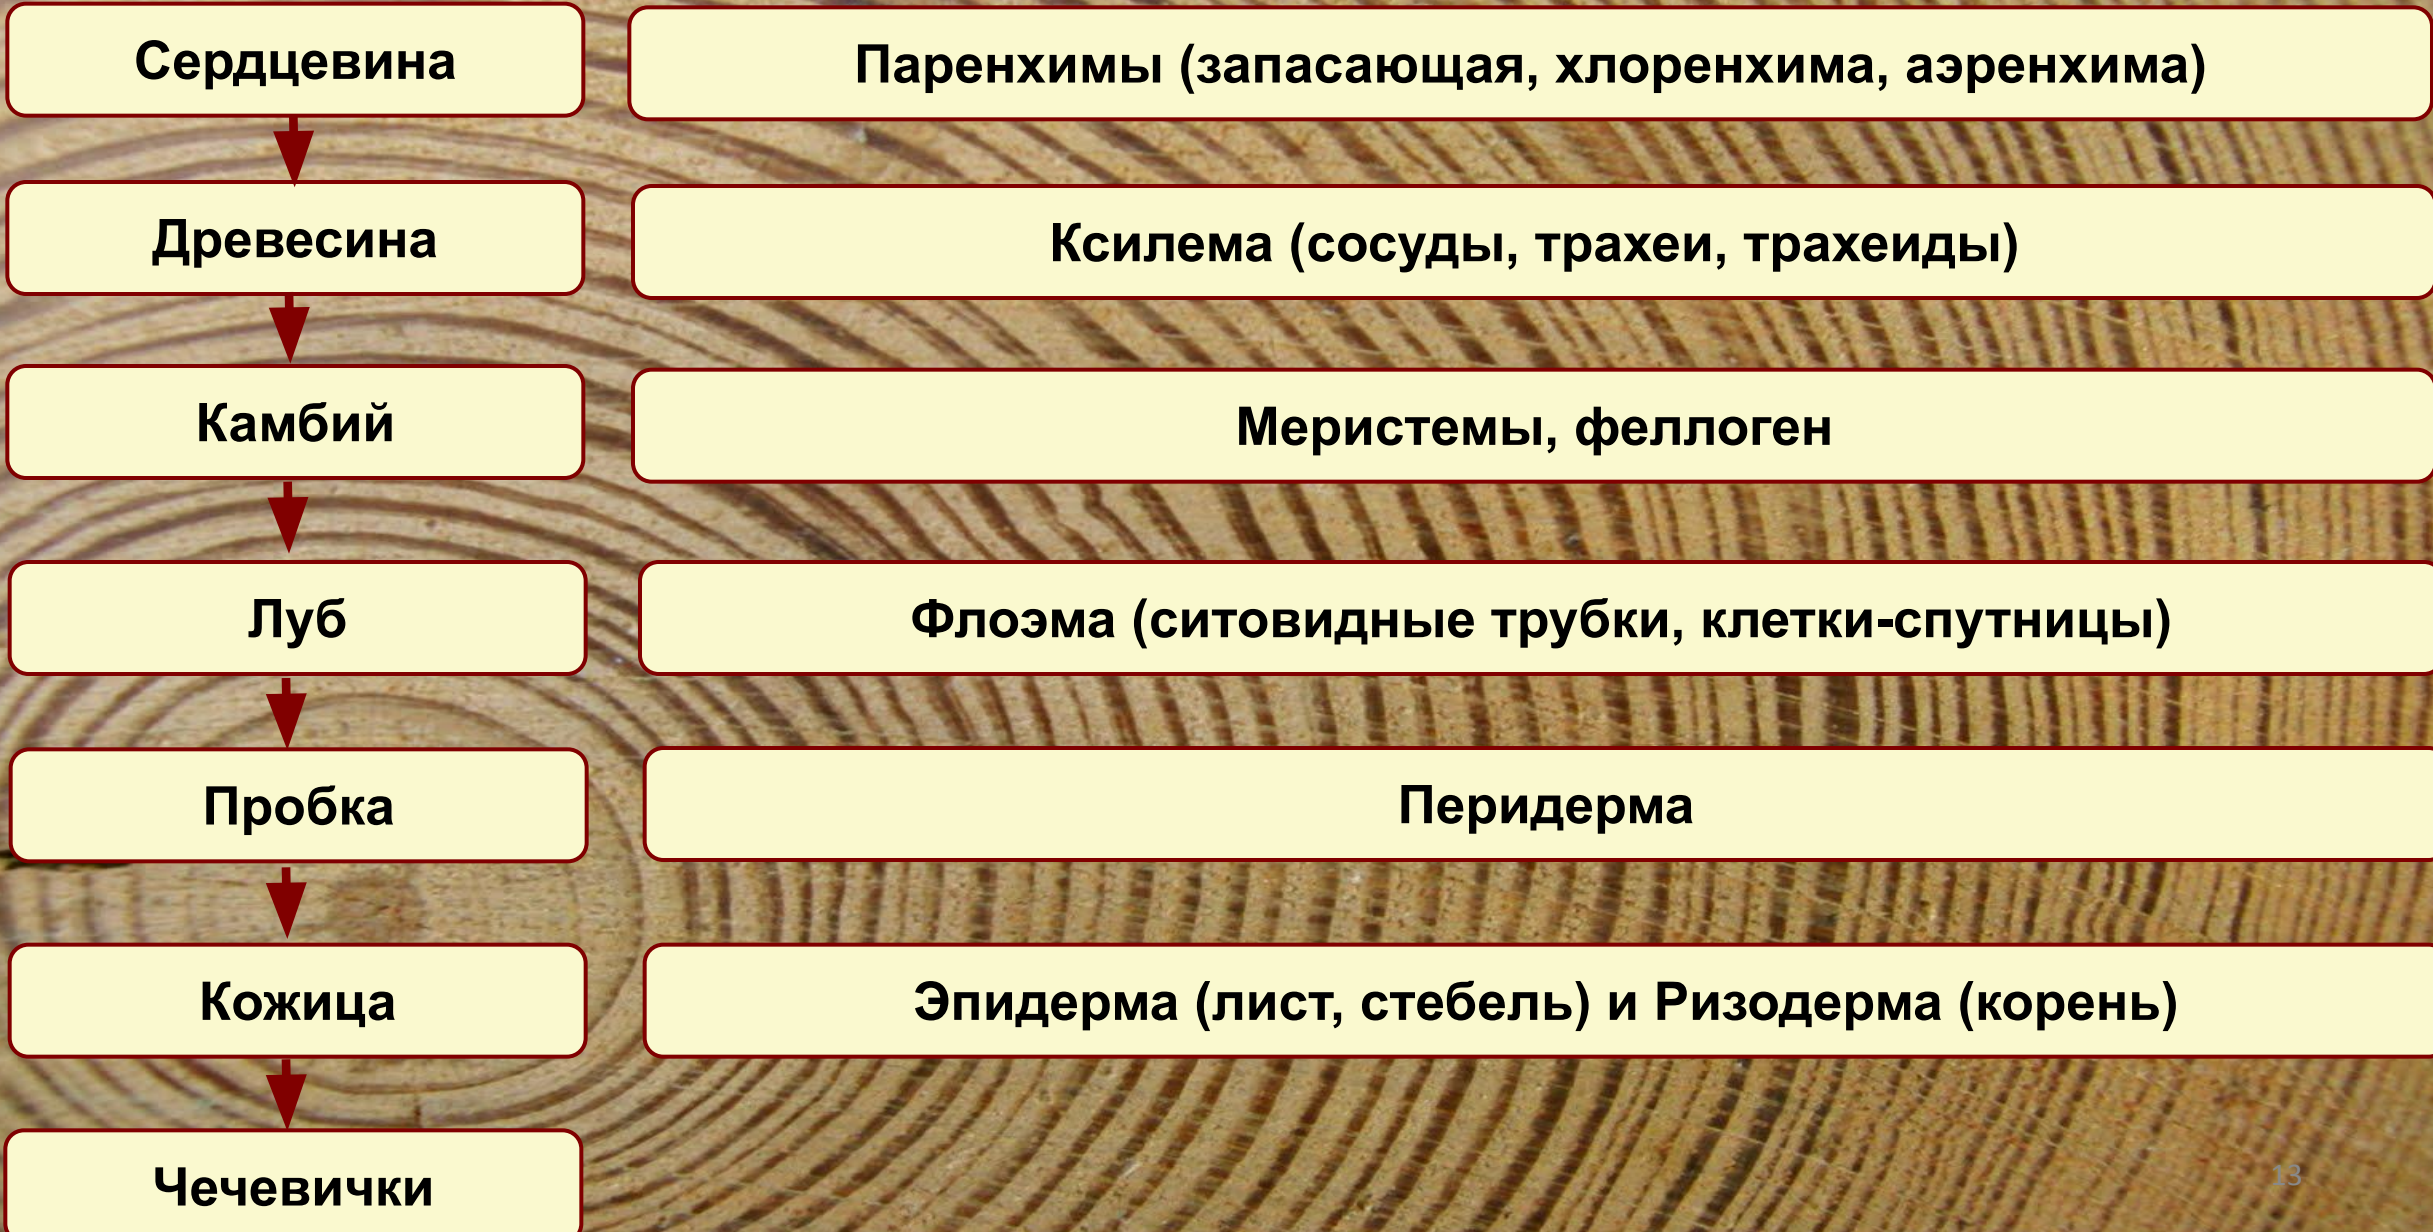 Сердцевина
Паренхимы (запасающая, хлоренхима, аэренхима)
Древесина
Ксилема (сосуды, трахеи, трахеиды)
Камбий
Меристемы, феллоген
Луб
Флоэма (ситовидные трубки, клетки-спутницы)
Пробка
Перидерма
Кожица
Эпидерма (лист, стебель) и Ризодерма (корень)
Чечевички
13